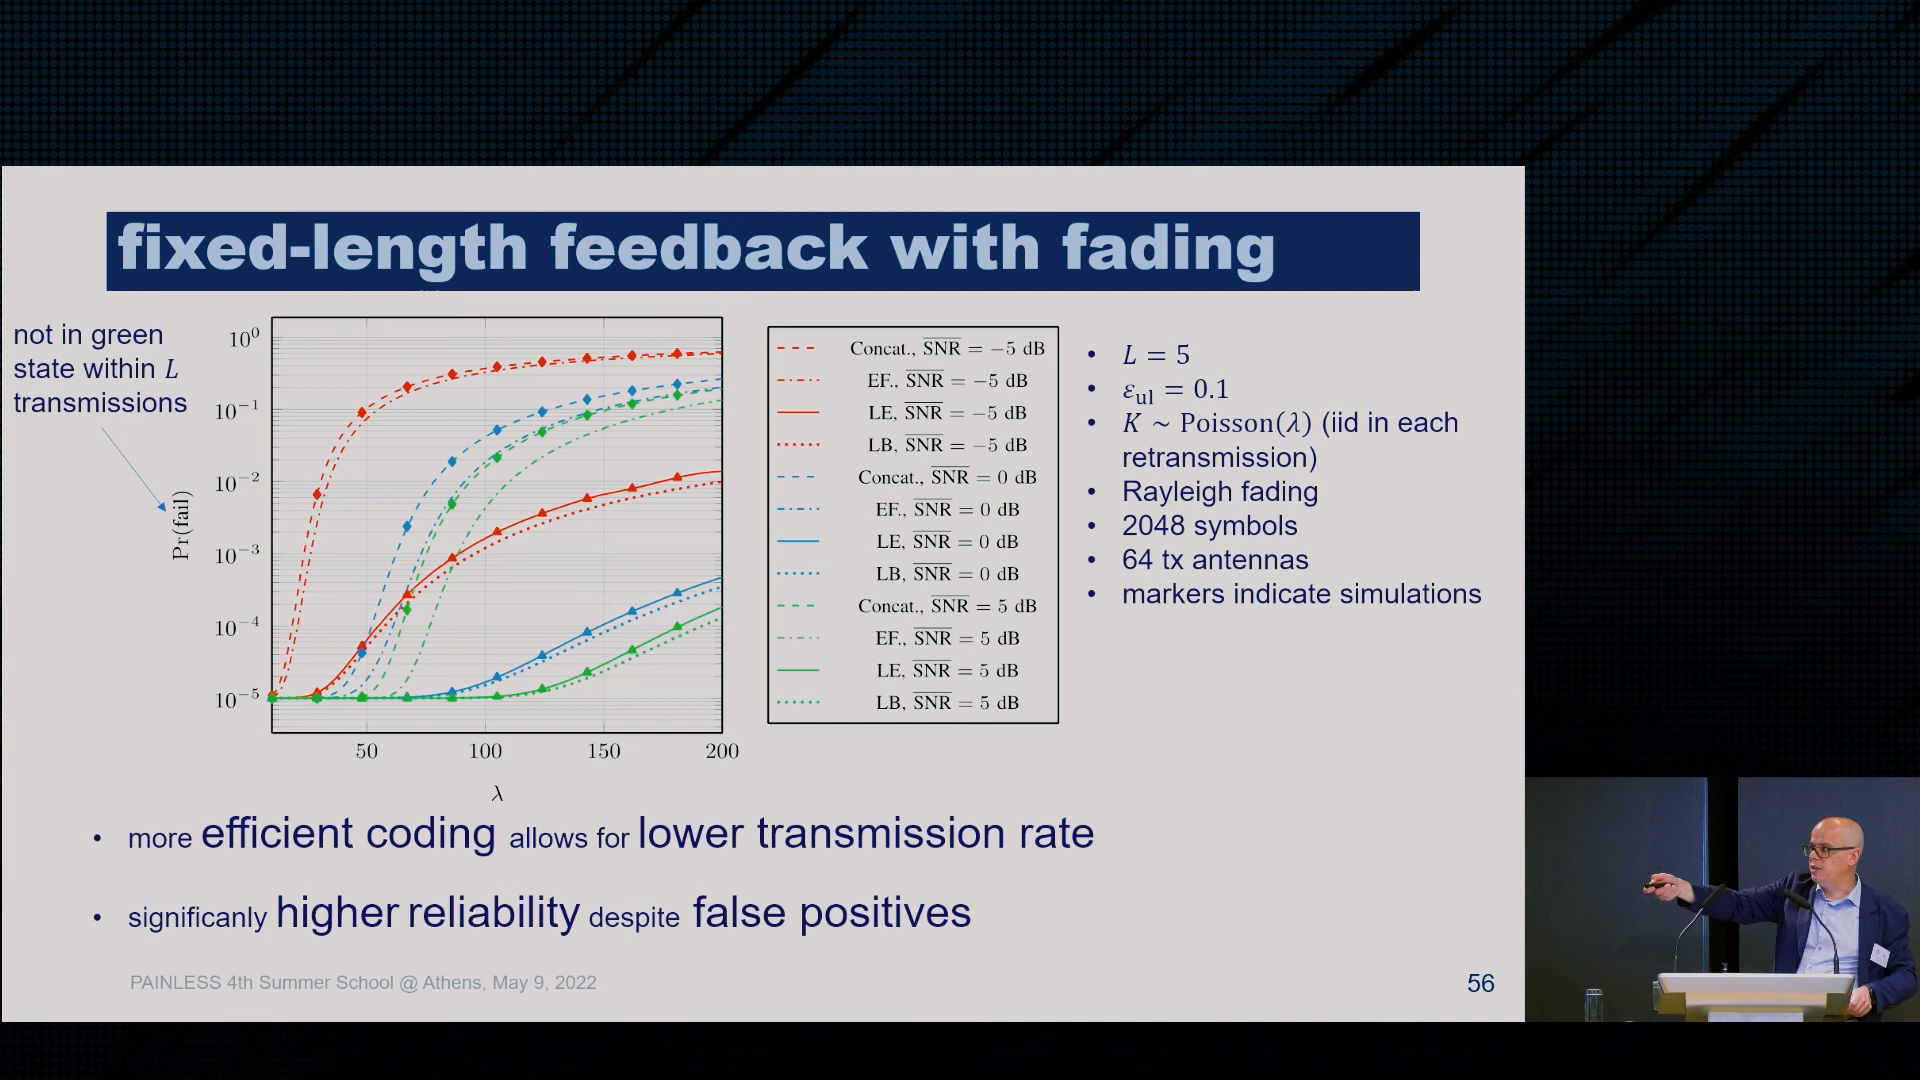 fixed-length feedback with fading
not in green
state within L
transmissions
10^0
10^-1
10^-2
10^-3
10^-4
10^-5
Pr(fail)
50 100 150 200
λ
Concat., SNR = −5 dB
EF., SNR = −5 dB
LE, SNR = −5 dB
LB, SNR = −5 dB
Concat., SNR = 0 dB
EF., SNR = 0 dB
LE, SNR = 0 dB
LB, SNR = 0 dB
Concat., SNR = 5 dB
EF., SNR = 5 dB
LE, SNR = 5 dB
LB, SNR = 5 dB
• L = 5
• ε_ul = 0.1
• K ~ Poisson(λ) (iid in each
retransmission)
• Rayleigh fading
• 2048 symbols
• 64 tx antennas
• markers indicate simulations
• more efficient coding allows for lower transmission rate
• significanly higher reliability despite false positives
PAINLESS 4th Summer School @ Athens, May 9, 2022
56